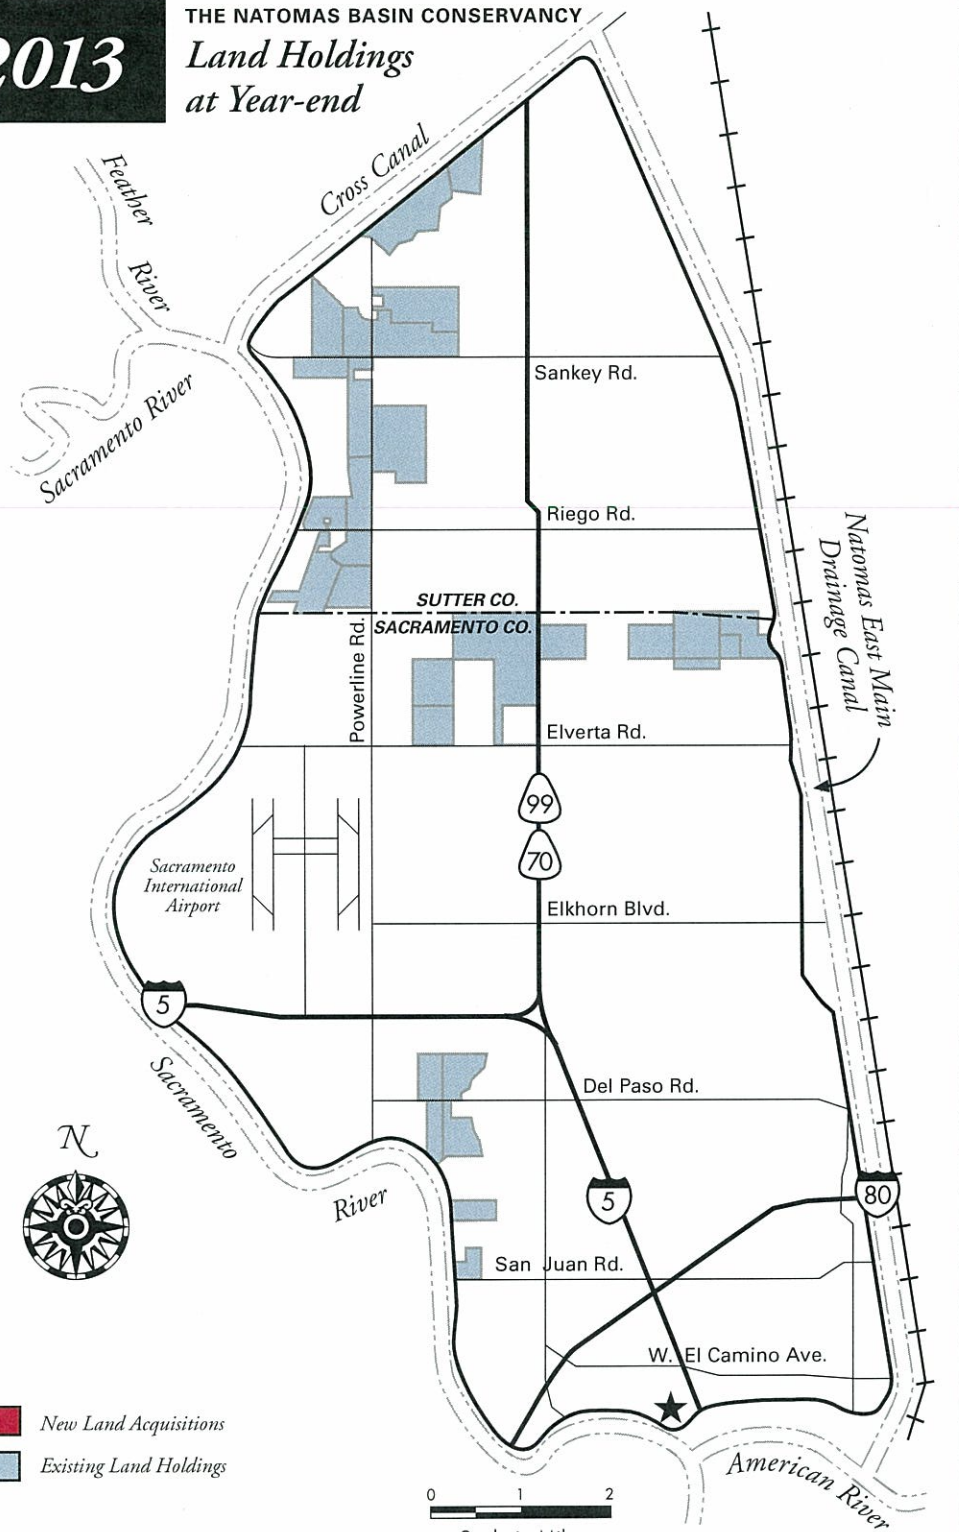 2013
THE NATOMAS BASIN CONSERVANCY
Land Holdings
at Year-end
Cross Canal
Feather
River
Sacramento River
Sankey Rd.
Riego Rd.
Natomas East Main
Drainage Canal
SUTTER CO.
SACRAMENTO CO.
Powerline Rd.
Elverta Rd.
99
70
Sacramento
International
Airport
Elkhorn Blvd.
5
Sacramento
River
Del Paso Rd.
N
5
80
San Juan Rd.
W. El Camino Ave.
New Land Acquisitions
Existing Land Holdings
American River
0 1 2